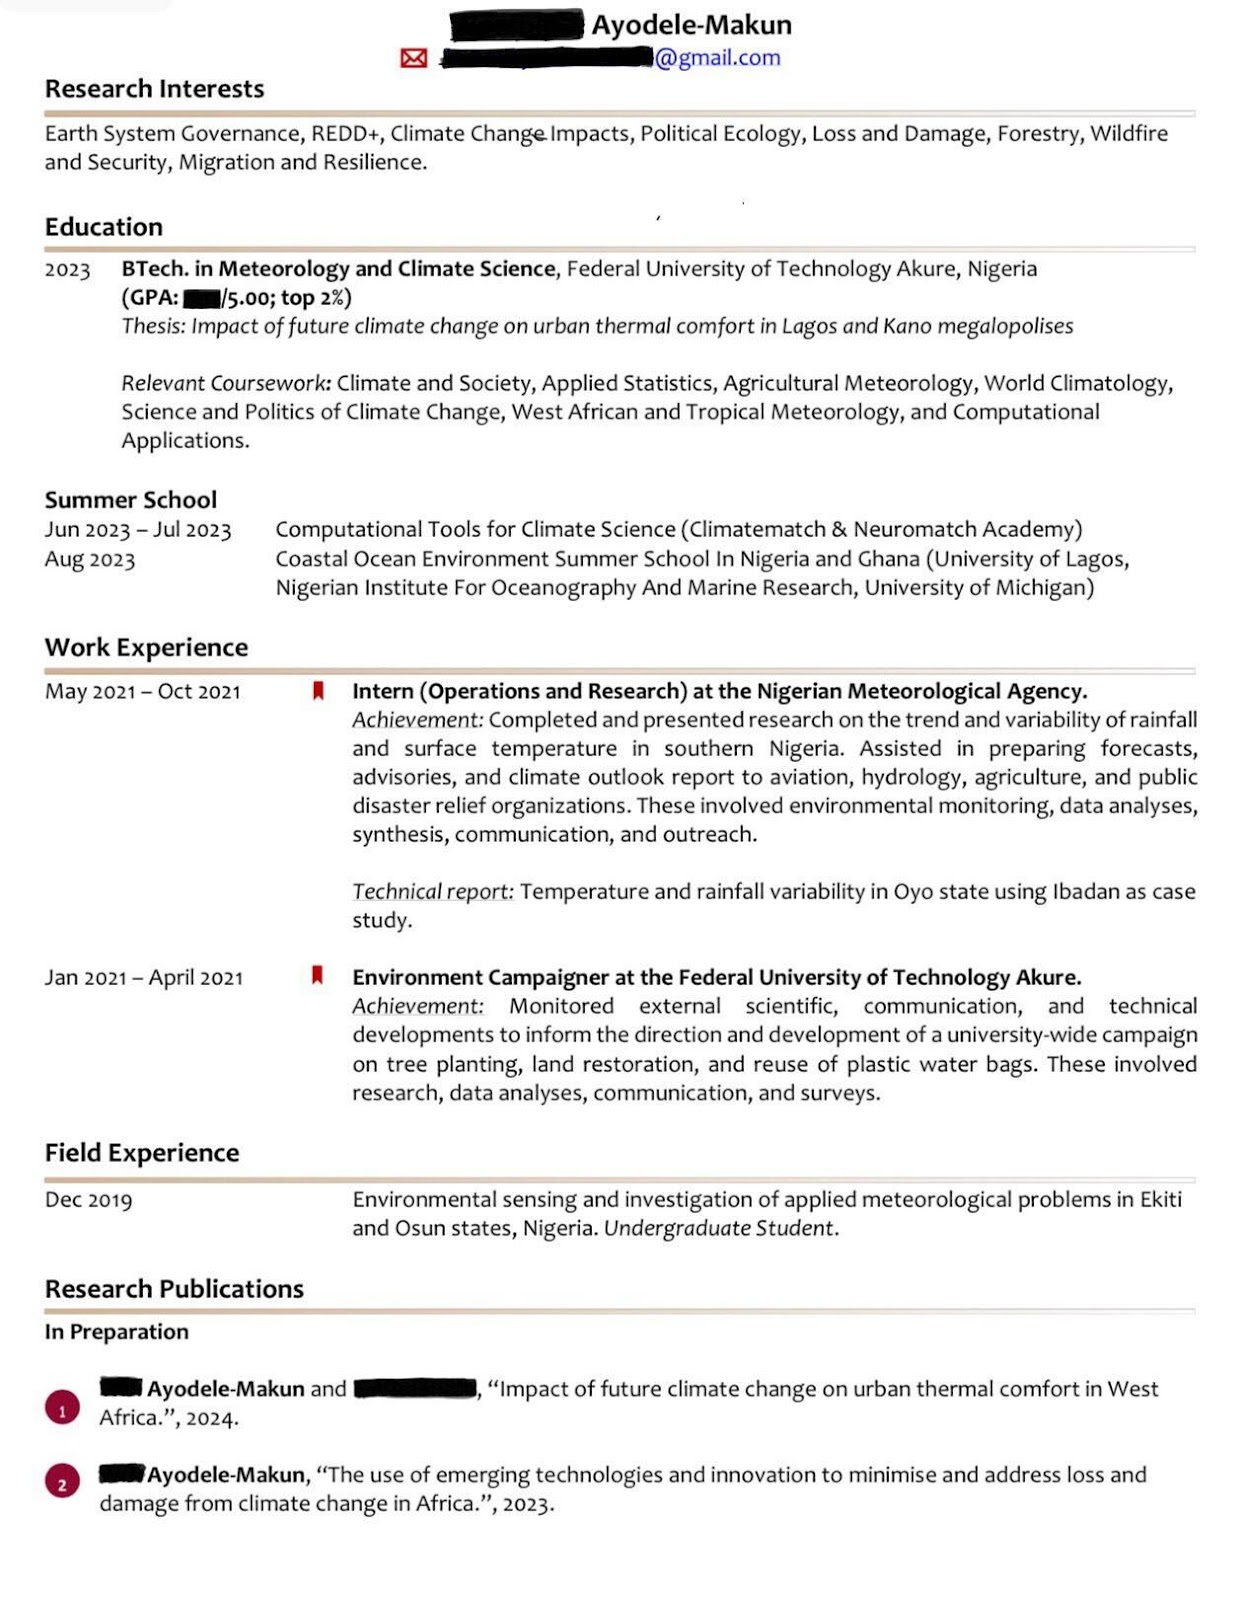 Ayodele-Makun
@gmail.com
Research Interests
Earth System Governance, REDD+, Climate Change Impacts, Political Ecology, Loss and Damage, Forestry, Wildfire
and Security, Migration and Resilience.
Education
2023 BTech. in Meteorology and Climate Science, Federal University of Technology Akure, Nigeria
(GPA: /5.00; top 2%)
Thesis: Impact of future climate change on urban thermal comfort in Lagos and Kano megalopolises
Relevant Coursework: Climate and Society, Applied Statistics, Agricultural Meteorology, World Climatology,
Science and Politics of Climate Change, West African and Tropical Meteorology, and Computational
Applications.
Summer School
Jun 2023 – Jul 2023 Computational Tools for Climate Science (Climatematch & Neuromatch Academy)
Aug 2023 Coastal Ocean Environment Summer School In Nigeria and Ghana (University of Lagos,
Nigerian Institute For Oceanography And Marine Research, University of Michigan)
Work Experience
May 2021 – Oct 2021 Intern (Operations and Research) at the Nigerian Meteorological Agency.
Achievement: Completed and presented research on the trend and variability of rainfall
and surface temperature in southern Nigeria. Assisted in preparing forecasts,
advisories, and climate outlook report to aviation, hydrology, agriculture, and public
disaster relief organizations. These involved environmental monitoring, data analyses,
synthesis, communication, and outreach.
Technical report: Temperature and rainfall variability in Oyo state using Ibadan as case
study.
Jan 2021 – April 2021 Environment Campaigner at the Federal University of Technology Akure.
Achievement: Monitored external scientific, communication, and technical
developments to inform the direction and development of a university-wide campaign
on tree planting, land restoration, and reuse of plastic water bags. These involved
research, data analyses, communication, and surveys.
Field Experience
Dec 2019 Environmental sensing and investigation of applied meteorological problems in Ekiti
and Osun states, Nigeria. Undergraduate Student.
Research Publications
In Preparation
1 Ayodele-Makun and , “Impact of future climate change on urban thermal comfort in West
Africa.”, 2024.
2 Ayodele-Makun, “The use of emerging technologies and innovation to minimise and address loss and
damage from climate change in Africa.”, 2023.